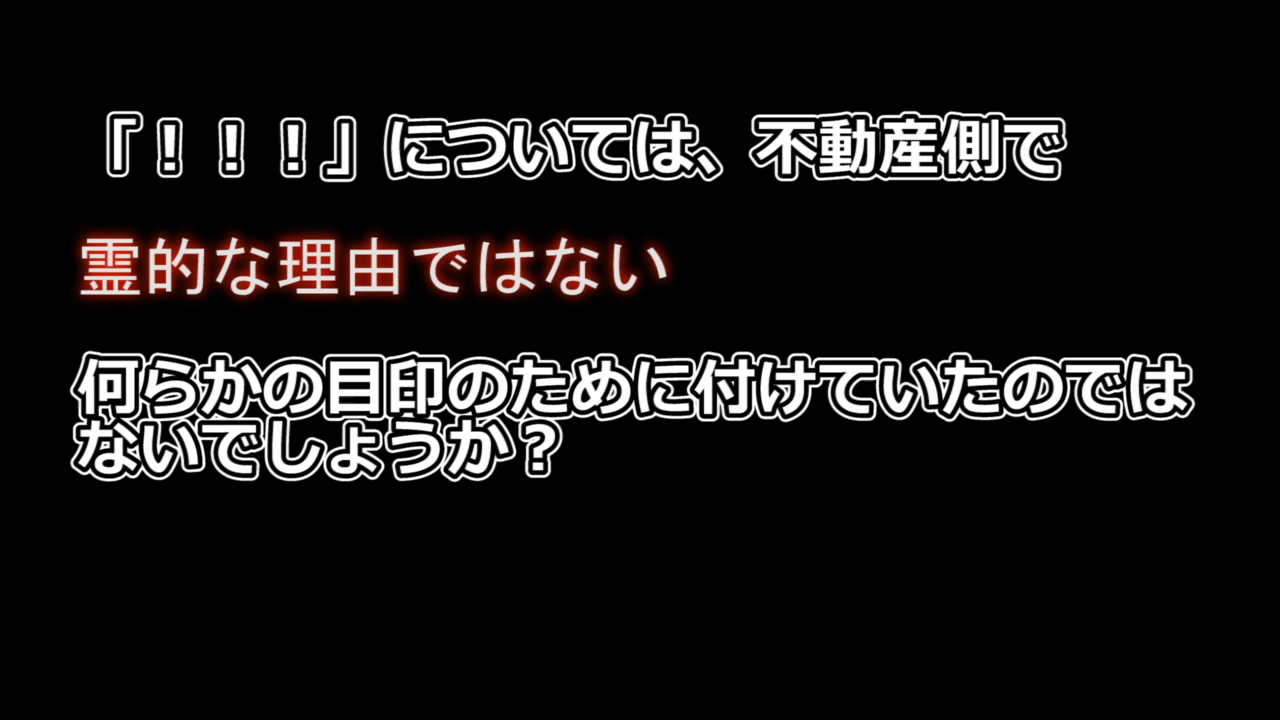 「！！！」については、不動産側で
霊的な理由ではない
何らかの目印のために付けていたのでは
ないでしょうか？